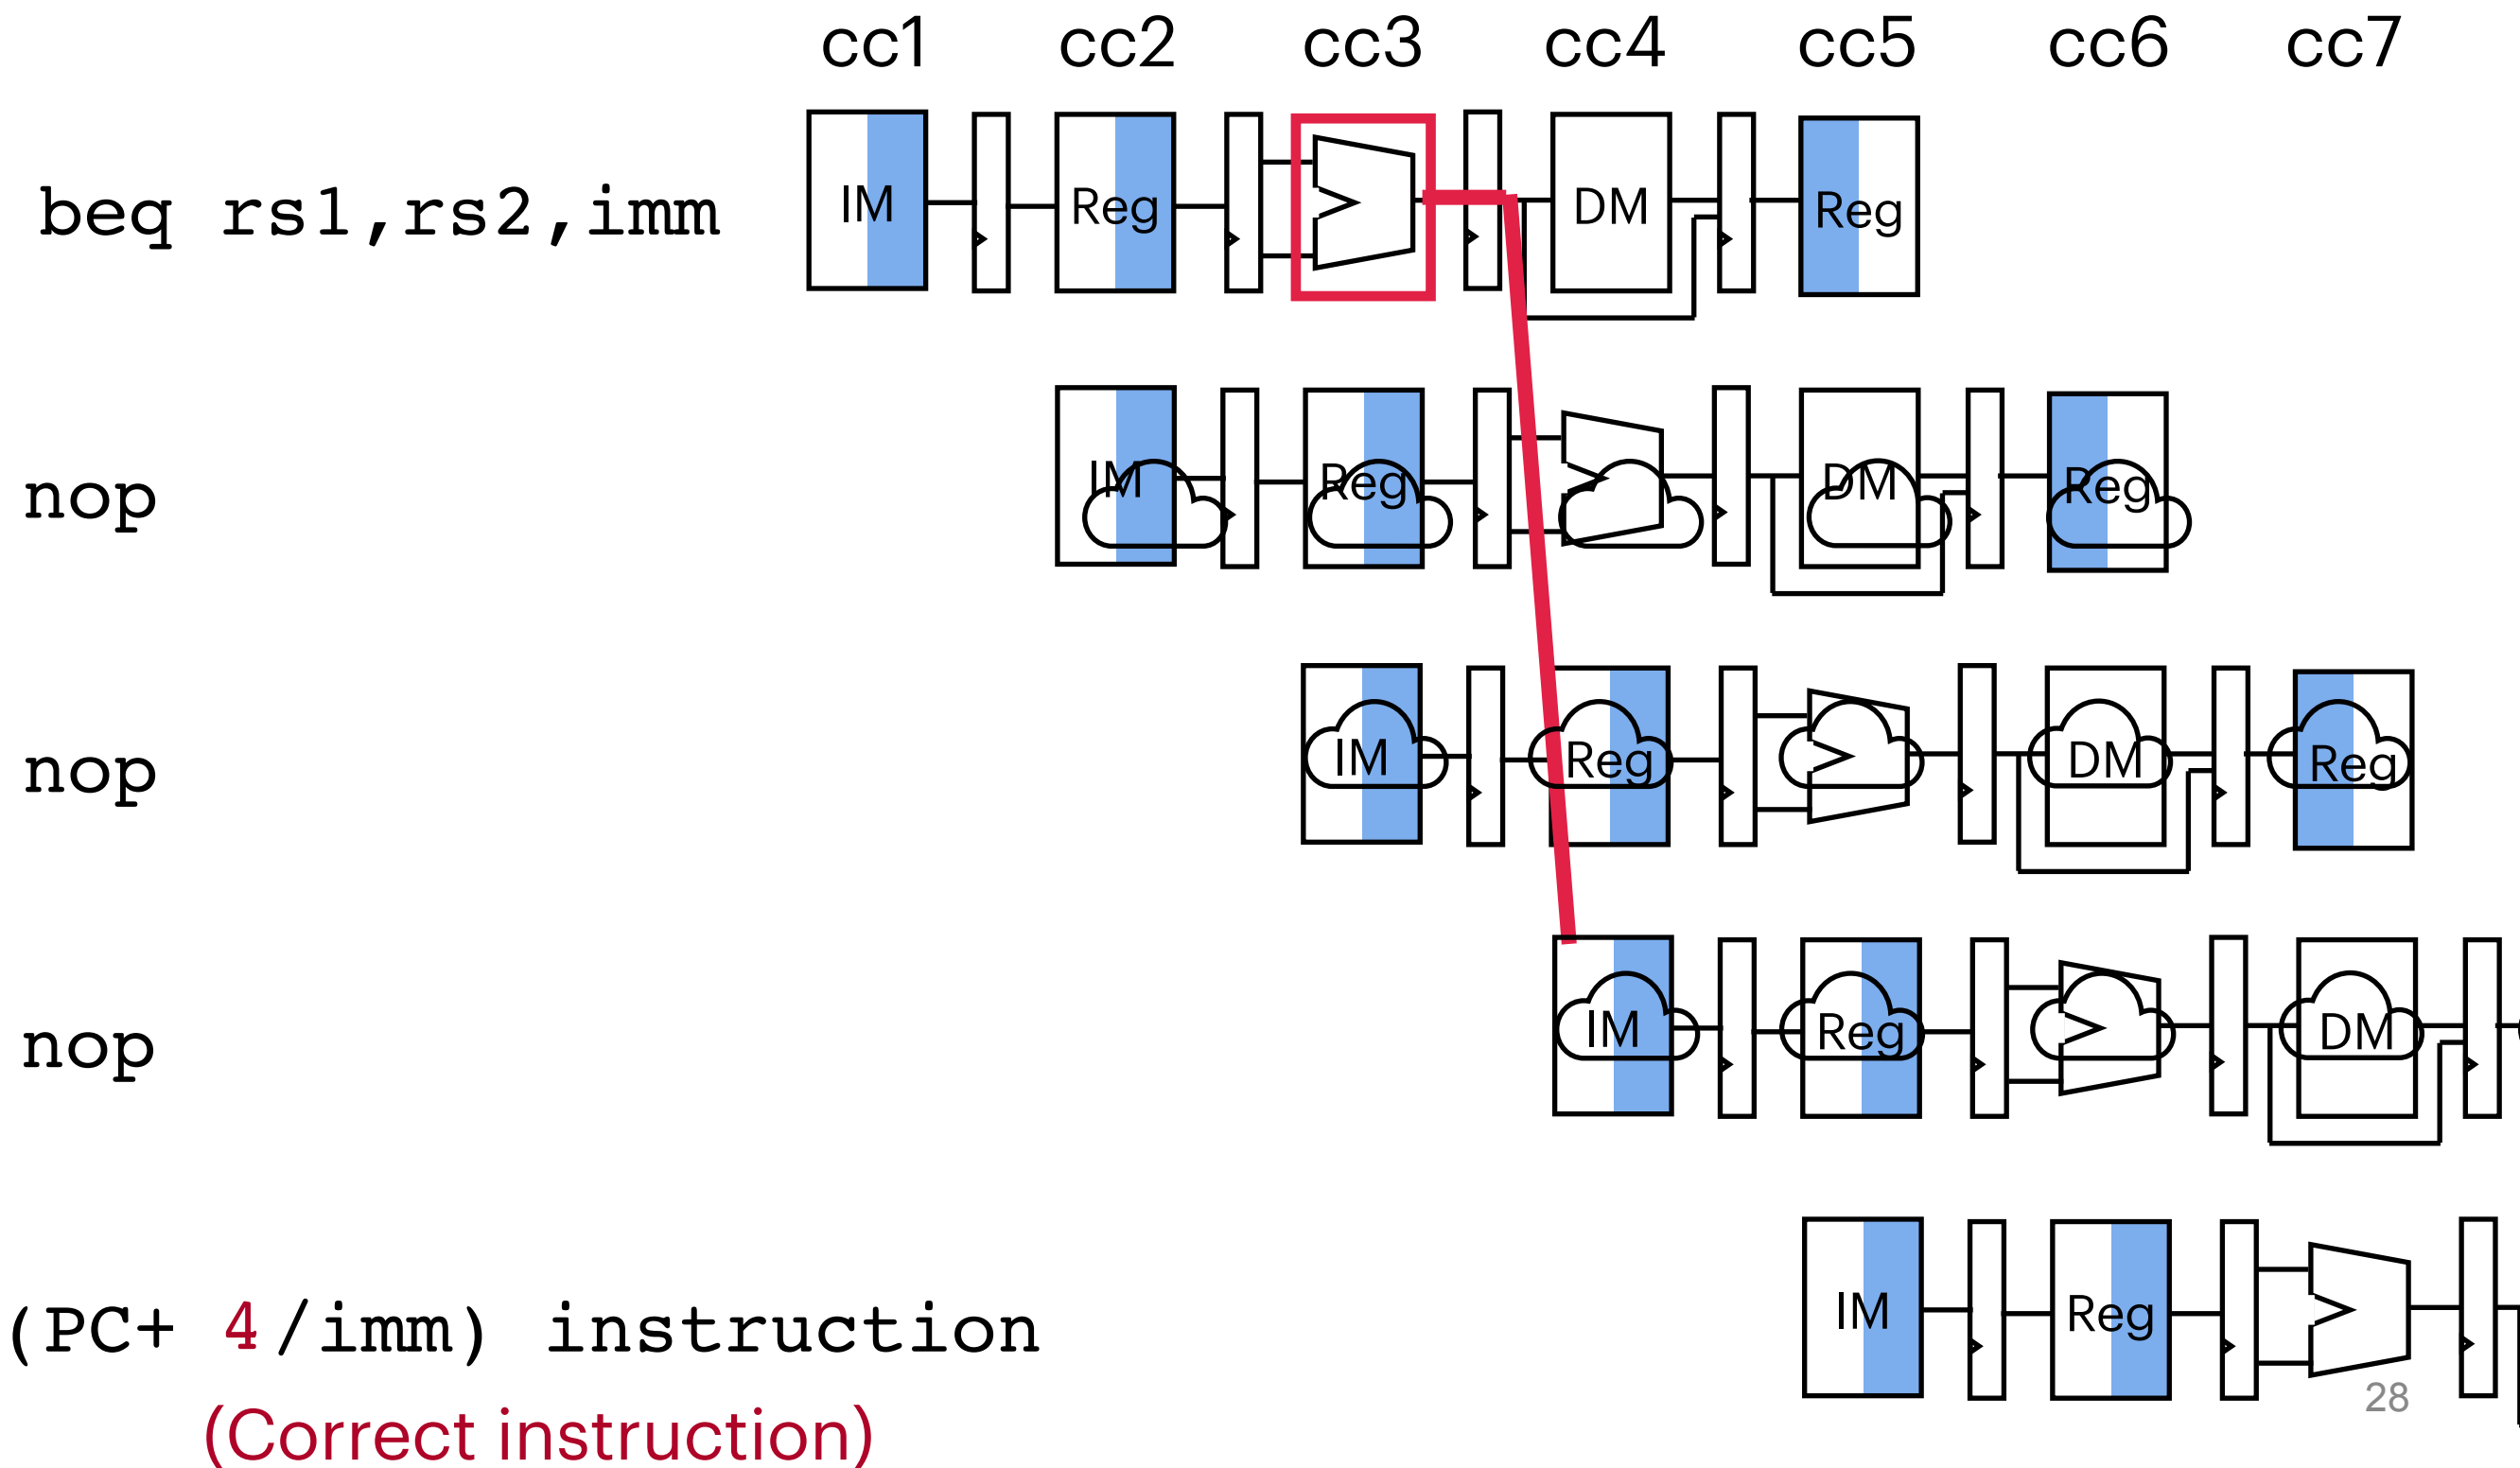 cc1 cc2 cc3 cc4 cc5 cc6 cc7
beq rs1,rs2,imm IM Reg DM Reg
nop IM Reg DM Reg
nop IM Reg DM Reg
nop IM Reg DM
(PC+ 4/imm) instruction IM Reg
28
(Correct instruction)